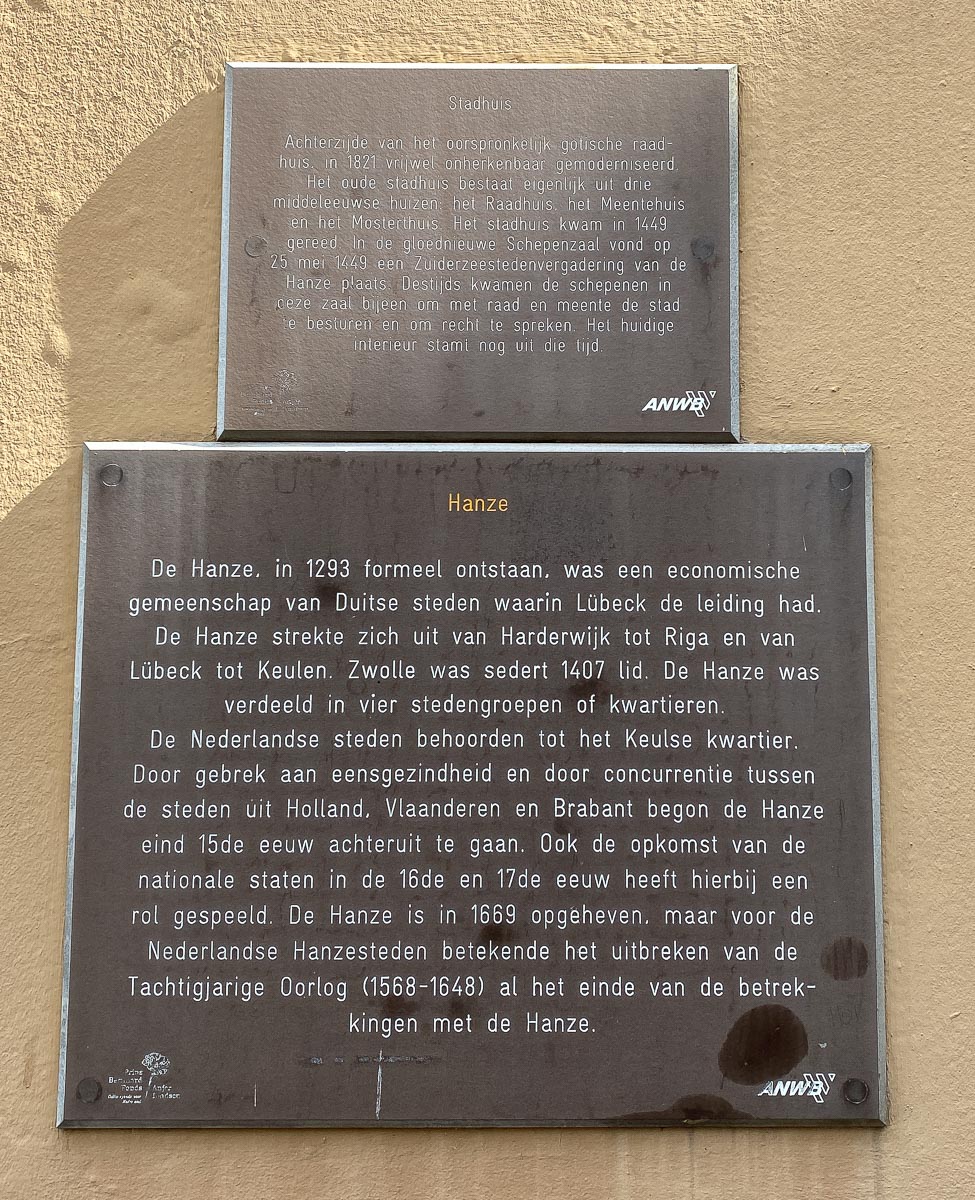 Stadhuis
Achterzijde van het oorspronkelijk gotische raad-
huis, in 1821 vrijwel onherkenbaar gemoderniseerd.
Het oude stadhuis bestaat eigenlijk uit drie
middeleeuwse huizen: het Raadhuis, het Meentehuis
en het Mosterthuis. Het stadhuis kwam in 1449
gereed. In de gloednieuwe Schepenzaal vond op
25 mei 1449 een Zuiderzeestedenvergadering van de
Hanze plaats. Destijds kwamen de schepenen in
deze zaal bijeen om met raad en meente de stad
te besturen en om recht te spreken. Het huidige
interieur stamt nog uit die tijd.
ANWB
Hanze
De Hanze, in 1293 formeel ontstaan, was een economische
gemeenschap van Duitse steden waarin Lübeck de leiding had.
De Hanze strekte zich uit van Harderwijk tot Riga en van
Lübeck tot Keulen. Zwolle was sedert 1407 lid. De Hanze was
verdeeld in vier stedengroepen of kwartieren.
De Nederlandse steden behoorden tot het Keulse kwartier.
Door gebrek aan eensgezindheid en door concurrentie tussen
de steden uit Holland, Vlaanderen en Brabant begon de Hanze
eind 15de eeuw achteruit te gaan. Ook de opkomst van de
nationale staten in de 16de en 17de eeuw heeft hierbij een
rol gespeeld. De Hanze is in 1669 opgeheven, maar voor de
Nederlandse Hanzesteden betekende het uitbreken van de
Tachtigjarige Oorlog (1568-1648) al het einde van de betrek-
kingen met de Hanze.
Prins
Bernhard
Fonds
Anjer
fondsen
ANWB